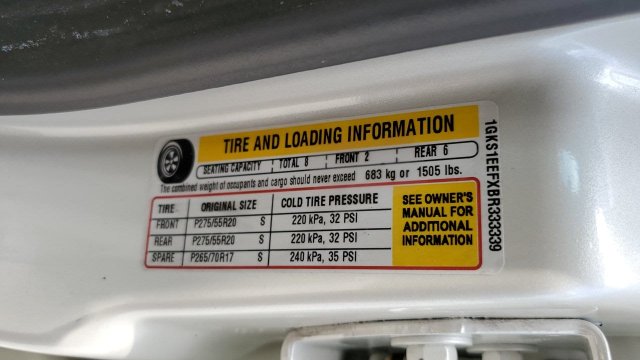 TIRE AND LOADING INFORMATION
SEATING CAPACITY TOTAL 8 FRONT 2 REAR 6
The combined weight of occupants and cargo should never exceed 683 kg or 1505 lbs.
TIRE ORIGINAL SIZE COLD TIRE PRESSURE
FRONT P275/55R20 S 220 kPa, 32 PSI
REAR P275/55R20 S 220 kPa, 32 PSI
SPARE P265/70R17 S 240 kPa, 35 PSI
SEE OWNER'S
MANUAL FOR
ADDITIONAL
INFORMATION
1GKS1EEFXBR333339